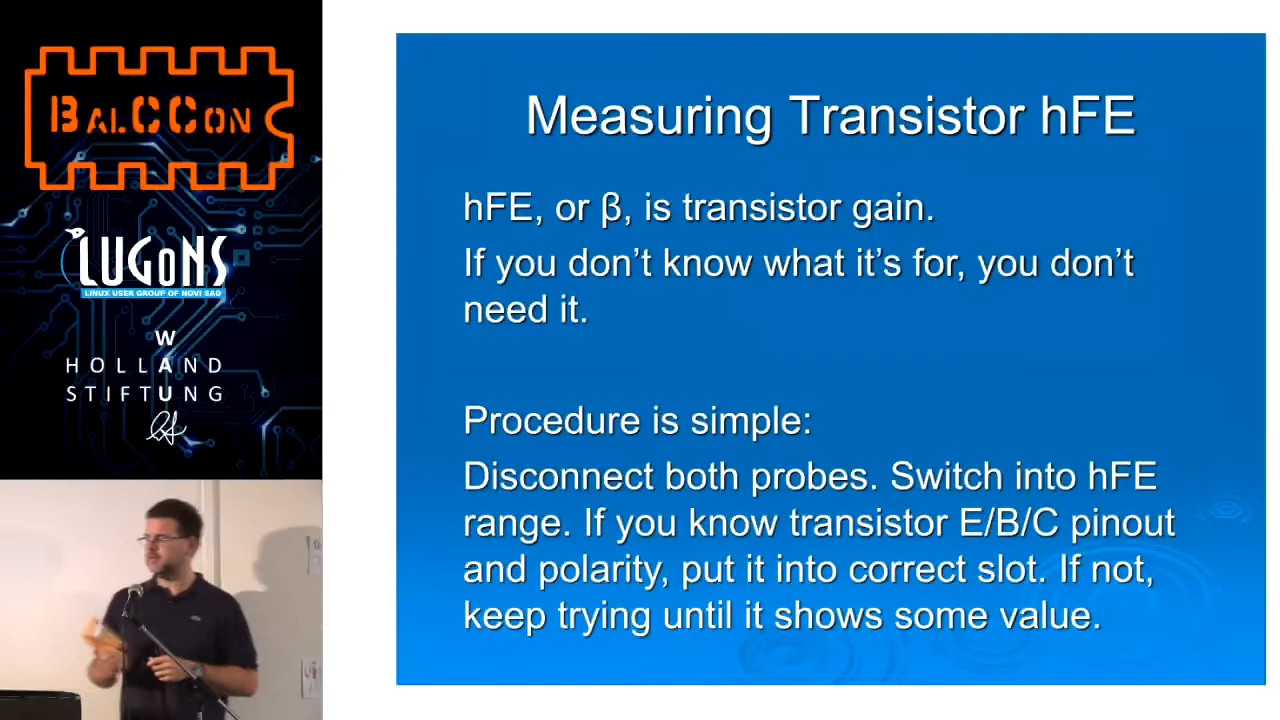 BALCCON
LUGoNS
LINUX USER GROUP OF NOVI SAD
W
HOLLAND
STIFTUNG
Measuring Transistor hFE
hFE, or β, is transistor gain.
If you don’t know what it’s for, you don’t
need it.
Procedure is simple:
Disconnect both probes. Switch into hFE
range. If you know transistor E/B/C pinout
and polarity, put it into correct slot. If not,
keep trying until it shows some value.